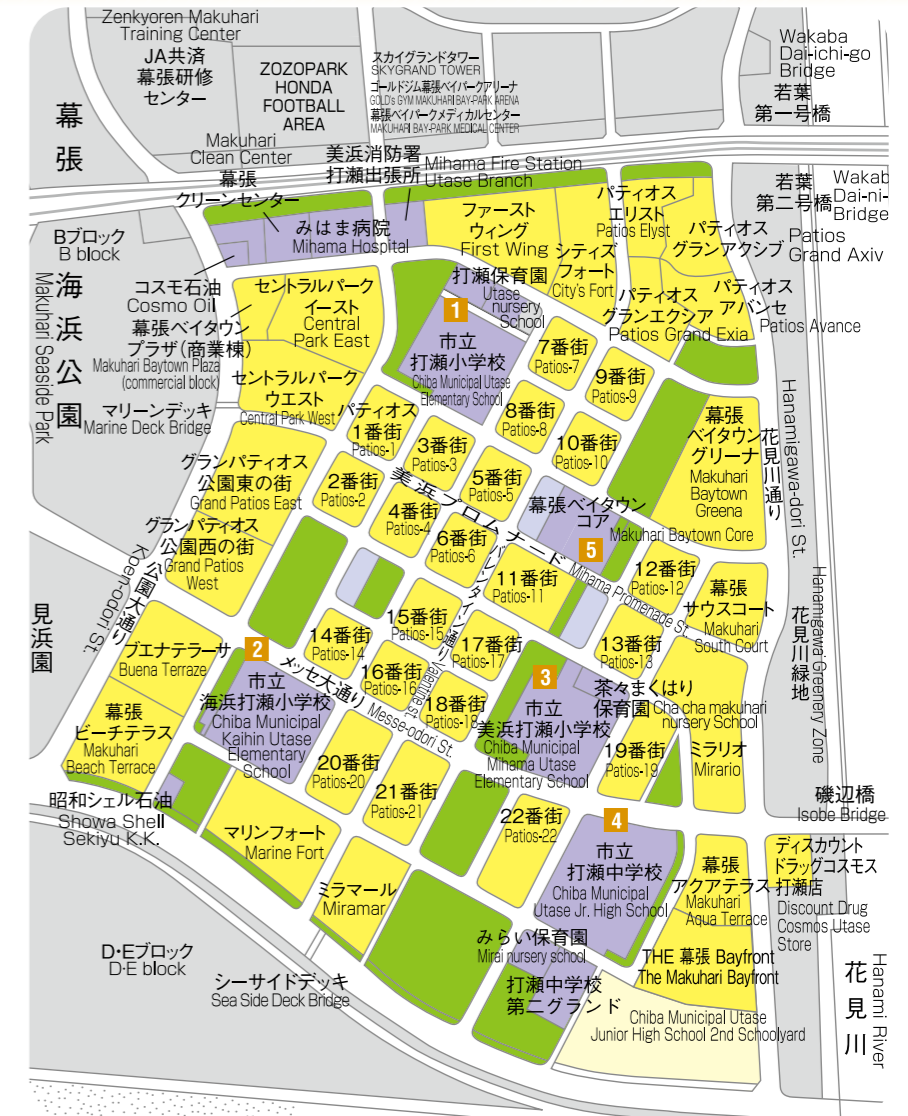 Zenkyoren Makuhari
Training Center
JA共済
幕張研修
センター
ZOZOPARK
HONDA
FOOTBALL
AREA
スカイグランドタワー
SKYGRAND TOWER
ゴールドジム幕張ベイパークアリーナ
GOLD's GYM MAKUHARI BAY-PARK ARENA
幕張ベイパークメディカルセンター
MAKUHARI BAY-PARK MEDICAL CENTER
Wakaba
Dai-ichi-go
Bridge
若葉
第一号橋
幕張
Makuhari
Clean Center
幕張
クリーンセンター
美浜消防署
打瀬出張所
Mihama Fire Station
Utase Branch
若葉
第二号橋
Wakab
Dai-ni-
Bridge
Bブロック
B block
みはま病院
Mihama Hospital
ファースト
ウィング
First Wing
パティオス
エリスト
Patios Elyst
パティオス
グランアクシブ
Patios
Grand Axiv
シティズ
フォート
City's Fort
コスモ石油
Cosmo Oil
海浜公園
Makuhari Seaside Park
セントラルパーク
イースト
Central
Park East
打瀬保育園
Utase
nursery
School
パティオス
グランエクシア
Patios Grand Exia
パティオス
アバンセ
Patios Avance
幕張ベイタウン
プラザ(商業棟)
Makuhari Baytown Plaza
(commercial block)
1
市立
打瀬小学校
Chiba Municipal Utase
Elementary School
7番街
Patios-7
9番街
Patios-9
セントラルパーク
ウエスト
Central Park West
マリーンデッキ
Marine Deck Bridge
パティオス
1番街
Patios-1
3番街
Patios-3
8番街
Patios-8
10番街
Patios-10
幕張
ベイタウン
グリーナ
Makuhari
Baytown
Greena
花見川通り
Hanamigawa-dori St.
グランパティオス
公園東の街
Grand Patios East
2番街
Patios-2
4番街
Patios-4
5番街
Patios-5
6番街
Patios-6
美浜プロムナード
Mihama Promenade St.
幕張ベイタウン
コア
Makuhari Baytown Core
5
グランパティオス
公園西の街
Grand Patios
West
公園大通り
Koen-odori St.
11番街
Patios-11
12番街
Patios-12
幕張
サウスコート
Makuhari
South Court
花見川緑地
Hanamigawa Greenery Zone
見浜園
ブエナテラーサ
Buena Terraze
14番街
Patios-14
15番街
Patios-15
バレンタイン通り
Valentine st.
17番街
Patios-17
13番街
Patios-13
16番街
Patios-16
18番街
Patios-18
メッセ大通り
Messe-odori St.
2
市立
海浜打瀬小学校
Chiba Municipal
Kaihin Utase
Elementary
School
3
市立
美浜打瀬小学校
Chiba Municipal
Mihama Utase
Elementary School
茶々まくはり
保育園
Cha cha makuhari
nursery School
幕張
ビーチテラス
Makuhari
Beach Terrace
20番街
Patios-20
21番街
Patios-21
19番街
Patios-19
ミラリオ
Mirario
昭和シェル石油
Showa Shell
Sekiyu K.K.
マリンフォート
Marine Fort
22番街
Patios-22
4
市立
打瀬中学校
Chiba Municipal
Utase Jr. High School
磯辺橋
Isobe Bridge
ミラマール
Miramar
幕張
アクアテラス
Makuhari
Aqua Terrace
ディスカウント
ドラッグコスモス
打瀬店
Discount Drug
Cosmos Utase
Store
D・Eブロック
D・E block
シーサイドデッキ
Sea Side Deck Bridge
みらい保育園
Mirai nursery school
THE 幕張 Bayfront
The Makuhari Bayfront
打瀬中学校
第二グランド
Chiba Municipal Utase
Junior High School 2nd Schoolyard
花見川
Hanami River